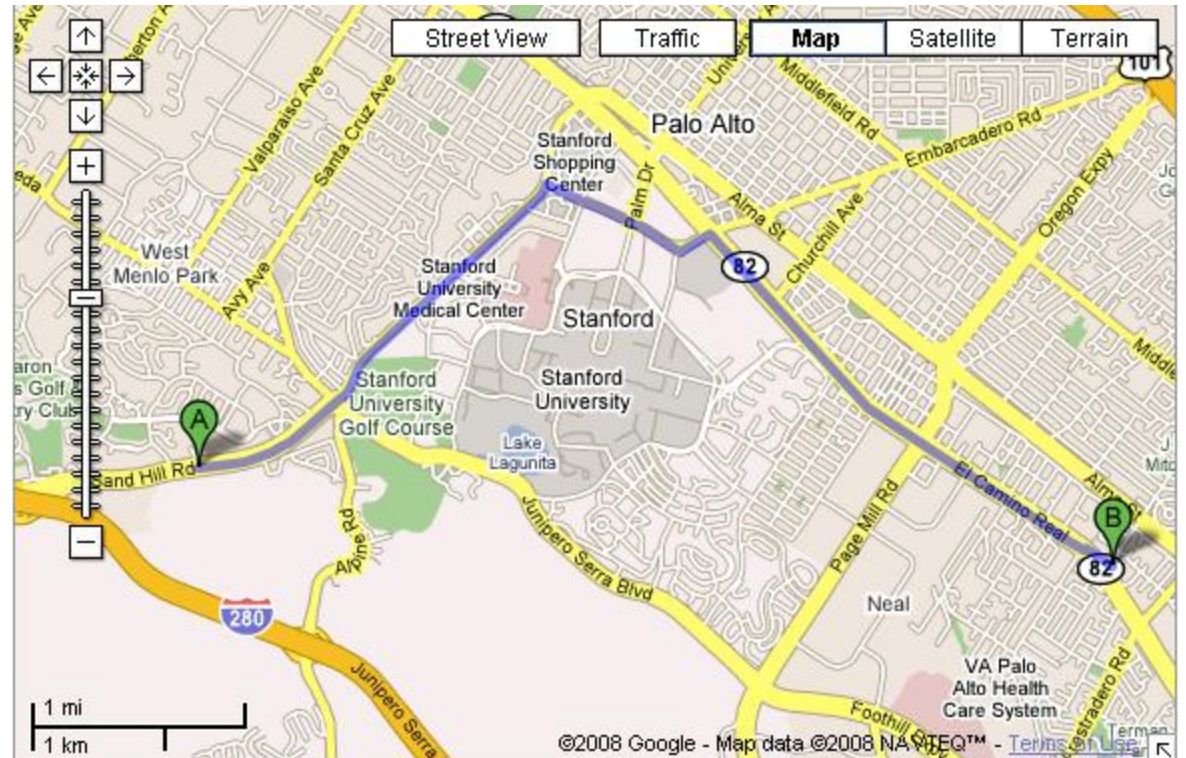 Street View
Traffic
Map
Satellite
Terrain
101
Valparaiso Ave
Santa Cruz Ave
Middlefield Rd
Palo Alto
Embarcadero Rd
Stanford
Shopping
Center
Palm Dr
Alma St
Churchill Ave
Oregon Expy
West
Menlo Park
Avy Ave
Stanford
University
Medical Center
82
Stanford
Stanford
University
Golf Course
Stanford
University
A
Lake
Lagunita
Sand Hill Rd
El Camino Real
Alma St
B
82
Page Mill Rd
Junipero Serra Blvd
Alpine Rd
Neal
280
VA Palo
Alto Health
Care System
Junipero Serra
Foothill
1 mi
1 km
©2008 Google - Map data ©2008 NAVTEQ™ - Terms of Use